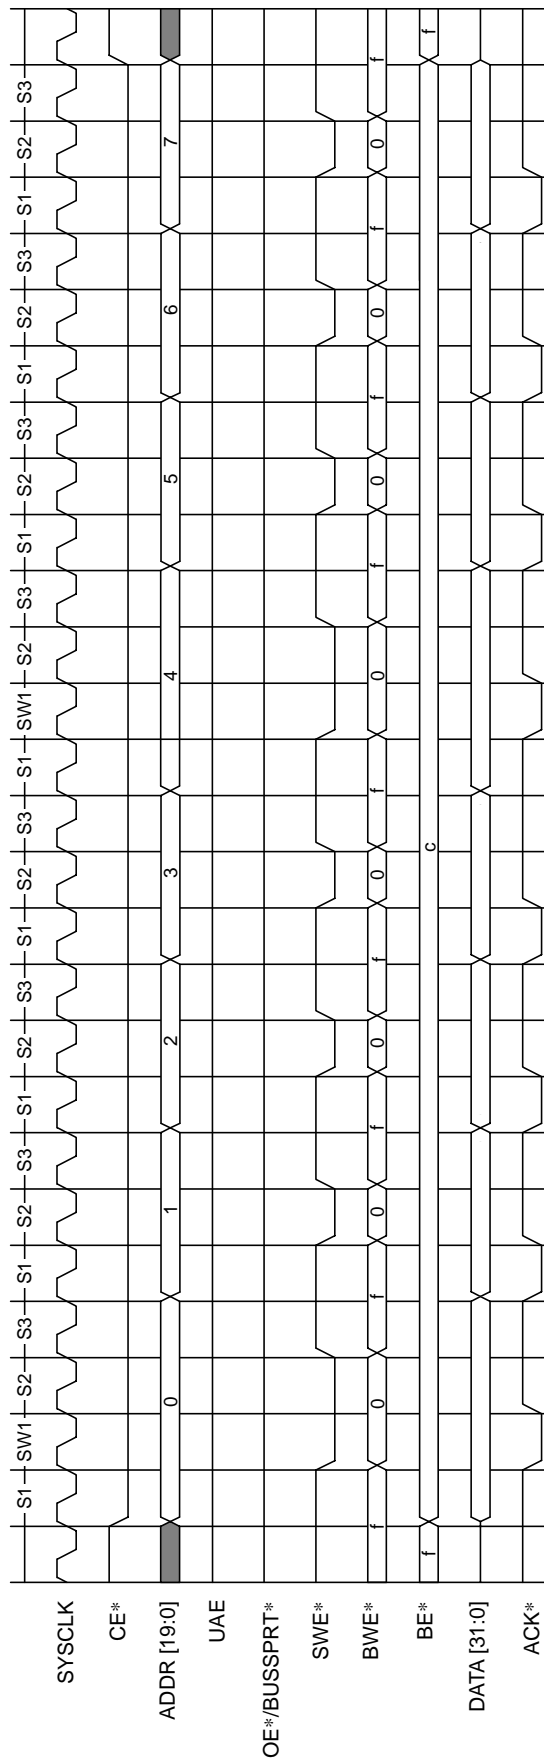 S1 SW1 S2 S3 S1 S2 S3 S1 S2 S3 S1 S2 S3 S1 SW1 S2 S3 S1 S2 S3 S1 S2 S3 S1 S2 S3
SYSCLK
CE*
ADDR [19:0] 0 1 2 3 4 5 6 7
UAE
OE*/BUSSPRT*
SWE*
BWE* f 0 f 0 f 0 f 0 f 0 f 0 f 0 f 0 f
BE* f c f
DATA [31:0]
ACK*